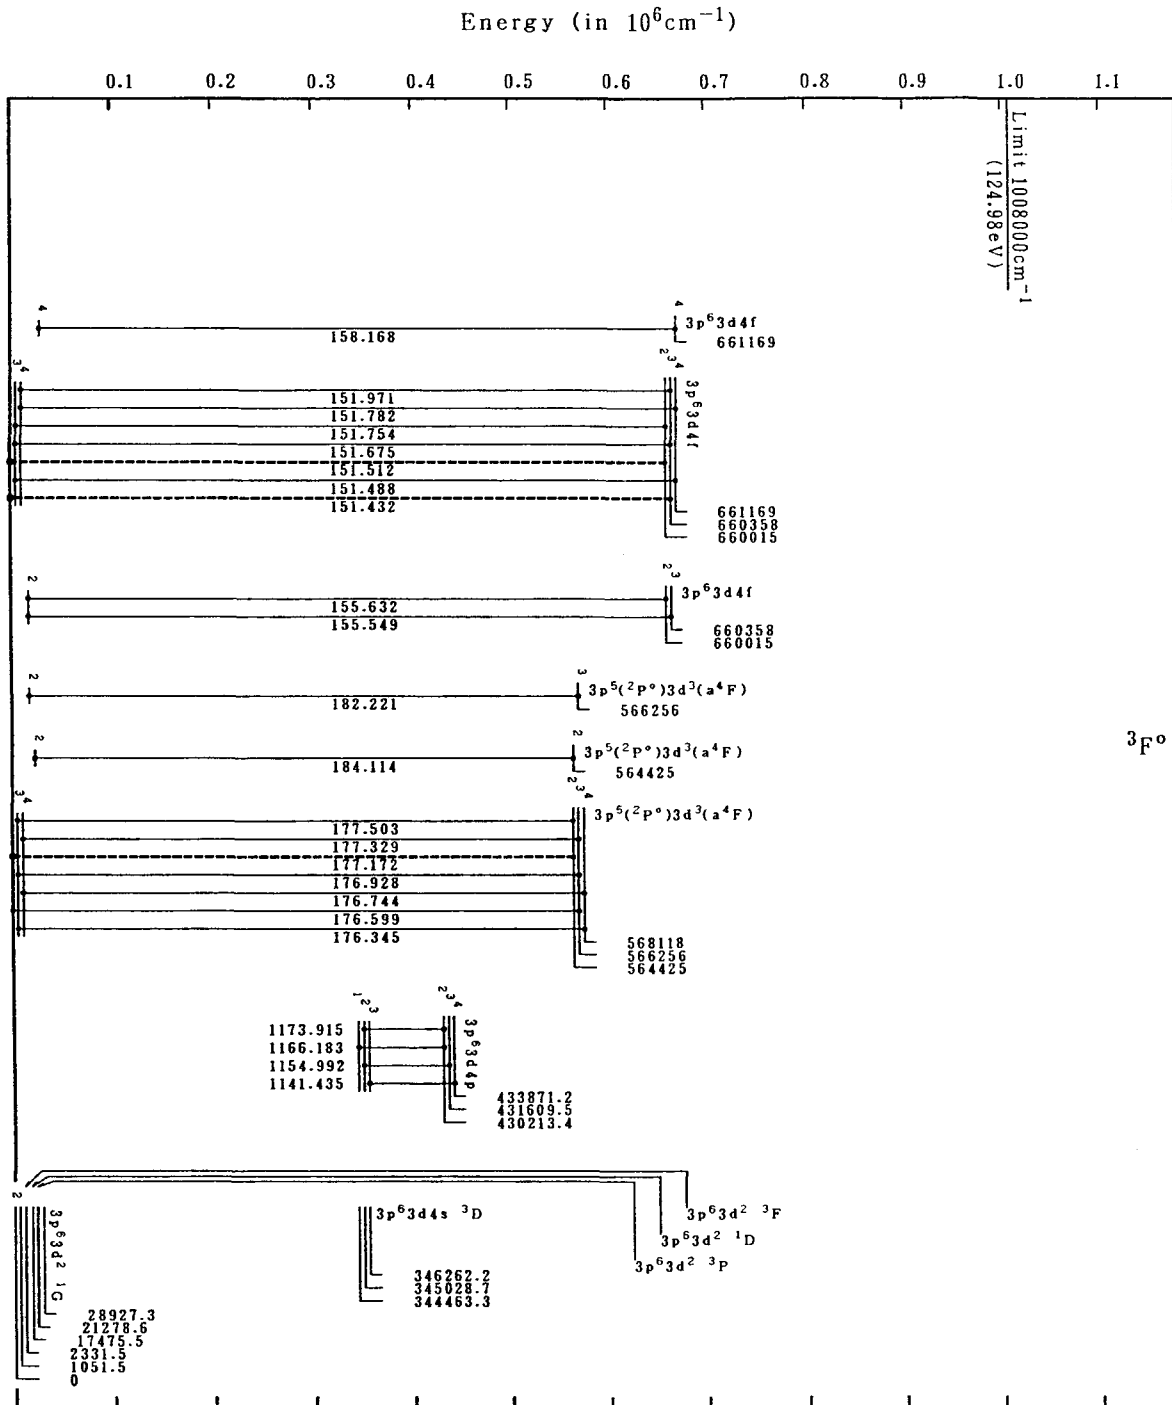 Energy (in 10⁶cm⁻¹)
0.1 0.2 0.3 0.4 0.5 0.6 0.7 0.8 0.9 1.0 1.1
Limit 1008000cm⁻¹
(124.98eV)
4 4 3p⁶3d4f
158.168
661169
3 4 2 3 4 3p⁶3d4f
151.971
151.782
151.754
151.675
151.512
151.488
151.432
661169
660358
660015
2 2 3 3p⁶3d4f
155.632
155.549
660358
660015
2 3 3p⁵(²P°)3d³(a⁴F)
182.221
566256
2 2 3p⁵(²P°)3d³(a⁴F)
184.114
564425
³F°
3 4 2 3 4 3p⁵(²P°)3d³(a⁴F)
177.503
177.329
177.172
176.928
176.744
176.599
176.345
568118
566256
564425
1 2 3 2 3 4 3p⁶3d4p
1173.915
1166.183
1154.992
1141.435
433871.2
431609.5
430213.4
2 3p⁶3d² ¹G
3p⁶3d4s ³D
3p⁶3d² ³F
3p⁶3d² ¹D
3p⁶3d² ³P
346262.2
345028.7
344463.3
28927.3
21278.6
17475.5
2331.5
1051.5
0